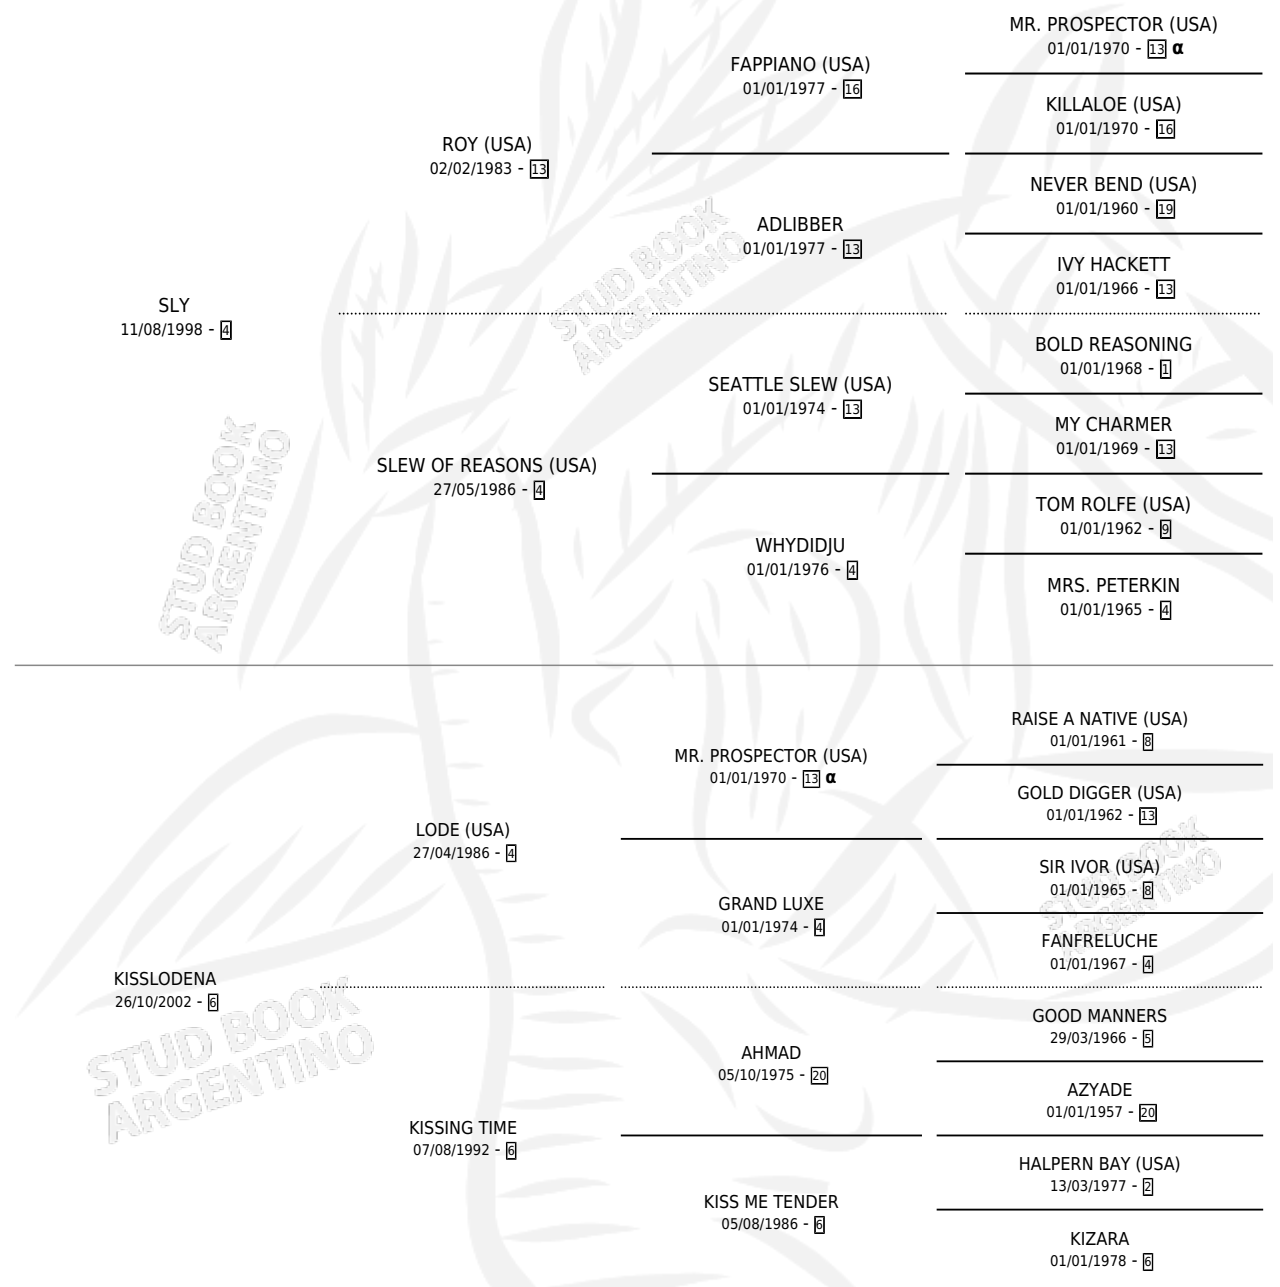 MR. PROSPECTOR (USA)
01/01/1970 - 13 α
FAPPIANO (USA)
01/01/1977 - 16
KILLALOE (USA)
01/01/1970 - 16
ROY (USA)
02/02/1983 - 13
NEVER BEND (USA)
01/01/1960 - 19
ADLIBBER
01/01/1977 - 13
IVY HACKETT
01/01/1966 - 13
SLY
11/08/1998 - 4
BOLD REASONING
01/01/1968 - 1
SEATTLE SLEW (USA)
01/01/1974 - 13
MY CHARMER
01/01/1969 - 13
SLEW OF REASONS (USA)
27/05/1986 - 4
TOM ROLFE (USA)
01/01/1962 - 9
WHYDIDJU
01/01/1976 - 4
MRS. PETERKIN
01/01/1965 - 4
RAISE A NATIVE (USA)
01/01/1961 - 8
MR. PROSPECTOR (USA)
01/01/1970 - 13 α
GOLD DIGGER (USA)
01/01/1962 - 13
LODE (USA)
27/04/1986 - 4
SIR IVOR (USA)
01/01/1965 - 8
GRAND LUXE
01/01/1974 - 4
FANFRELUCHE
01/01/1967 - 4
KISSLODENA
26/10/2002 - 6
GOOD MANNERS
29/03/1966 - 5
AHMAD
05/10/1975 - 20
AZYADE
01/01/1957 - 20
KISSING TIME
07/08/1992 - 6
HALPERN BAY (USA)
13/03/1977 - 2
KISS ME TENDER
05/08/1986 - 6
KIZARA
01/01/1978 - 6
STUD BOOK
ARGENTINO
STUD BOOK
ARGENTINO
STUD BOOK
ARGENTINO
STUD BOOK
ARGENTINO